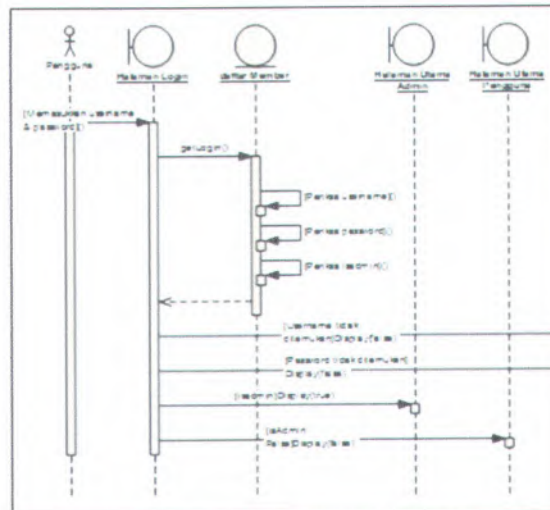 Pengguna
Halaman Login
daftar Member
Halaman Utama
Admin
Halaman Utama
Pengguna
[Memasukkan username
& password]()
getLogin()
[Periksa username]()
[Periksa password]()
[Periksa isadmin]()
[Username tidak
ditemukan]Display(false)
[Password tidak ditemukan]
Display(false)
[isadmin]Display(true)
[isAdmin
False]Display(false)